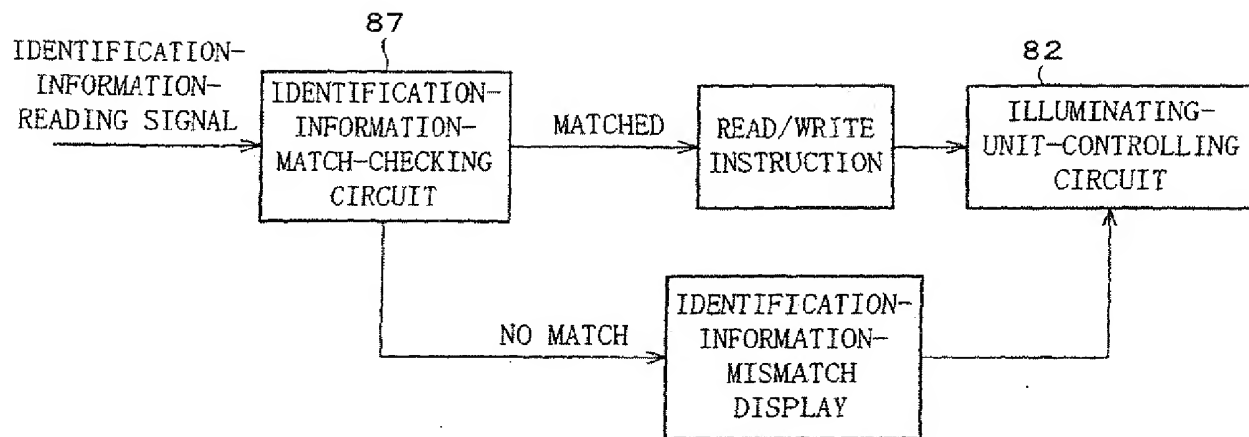 87
IDENTIFICATION-
INFORMATION-
READING SIGNAL
IDENTIFICATION-
INFORMATION-
MATCH-CHECKING
CIRCUIT
MATCHED
READ/WRITE
INSTRUCTION
82
ILLUMINATING-
UNIT-CONTROLLING
CIRCUIT
NO MATCH
IDENTIFICATION-
INFORMATION-
MISMATCH
DISPLAY